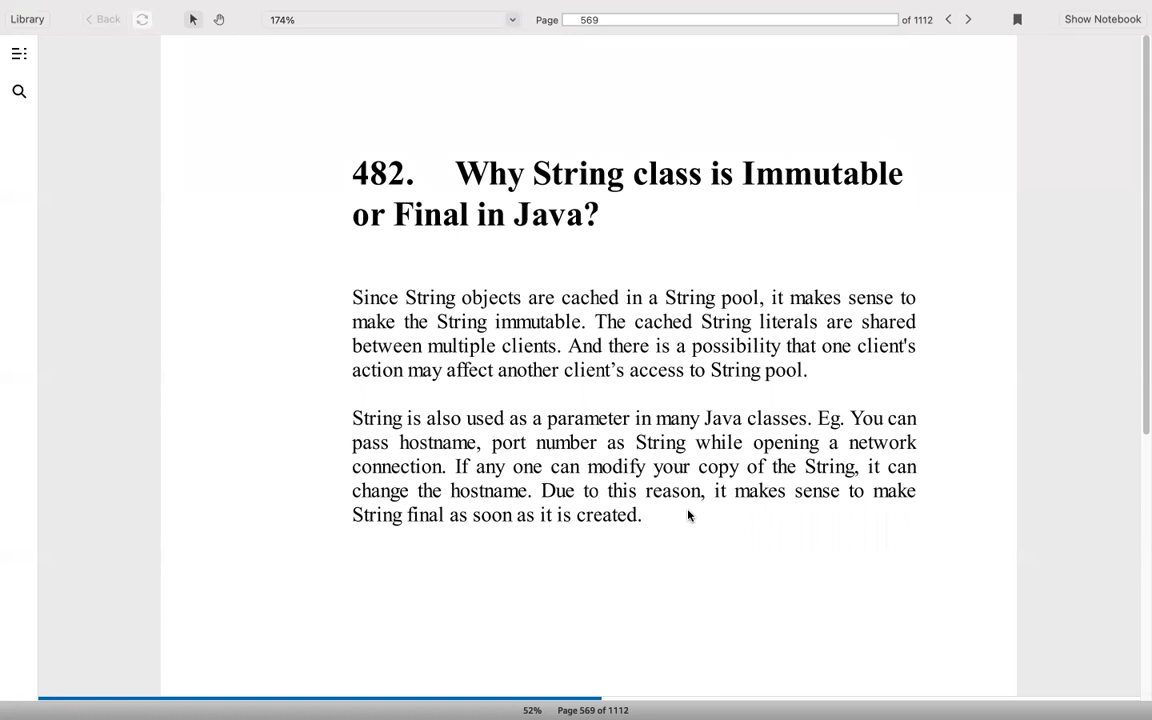 Library
Back
174%
Page 569 of 1112
Show Notebook
482. Why String class is Immutable
or Final in Java?
Since String objects are cached in a String pool, it makes sense to
make the String immutable. The cached String literals are shared
between multiple clients. And there is a possibility that one client's
action may affect another client’s access to String pool.
String is also used as a parameter in many Java classes. Eg. You can
pass hostname, port number as String while opening a network
connection. If any one can modify your copy of the String, it can
change the hostname. Due to this reason, it makes sense to make
String final as soon as it is created.
52% Page 569 of 1112